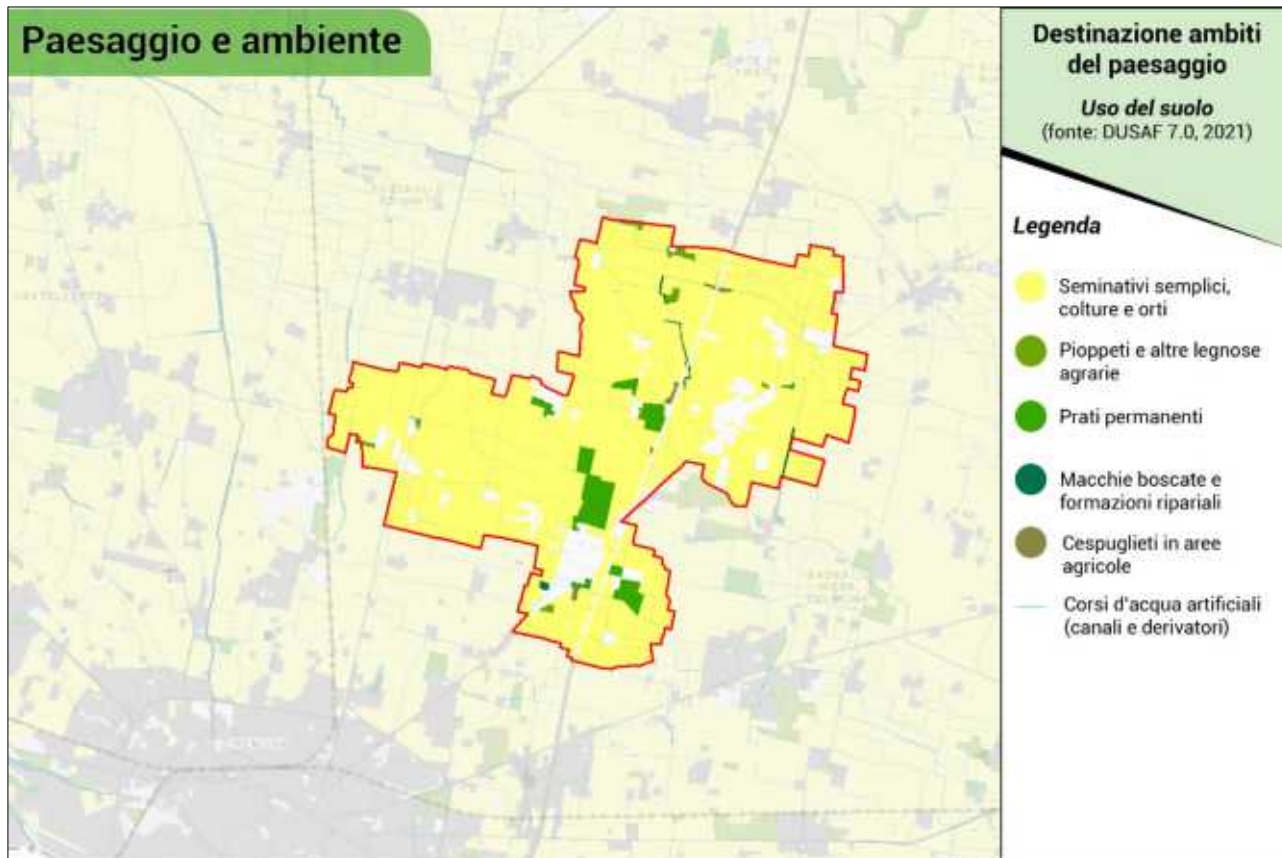 Paesaggio e ambiente
Destinazione ambiti
del paesaggio
Uso del suolo
(fonte: DUSAF 7.0, 2021)
Legenda
Seminativi semplici,
colture e orti
Pioppeti e altre legnose
agrarie
Prati permanenti
Macchie boscate e
formazioni ripariali
Cespuglieti in aree
agricole
Corsi d'acqua artificiali
(canali e derivatori)